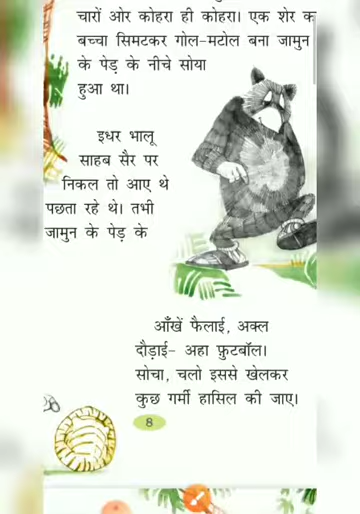 चारों ओर कोहरा ही कोहरा। एक शेर क
बच्चा सिमटकर गोल-मटोल बना जामुन
के पेड़ के नीचे सोया
हुआ था।
इधर भालू
साहब सैर पर
निकल तो आए थे
पछता रहे थे। तभी
जामुन के पेड़ के
आँखें फैलाई, अक्ल
दौड़ाई- अहा फ़ुटबॉल।
सोचा, चलो इससे खेलकर
कुछ गर्मी हासिल की जाए।
8